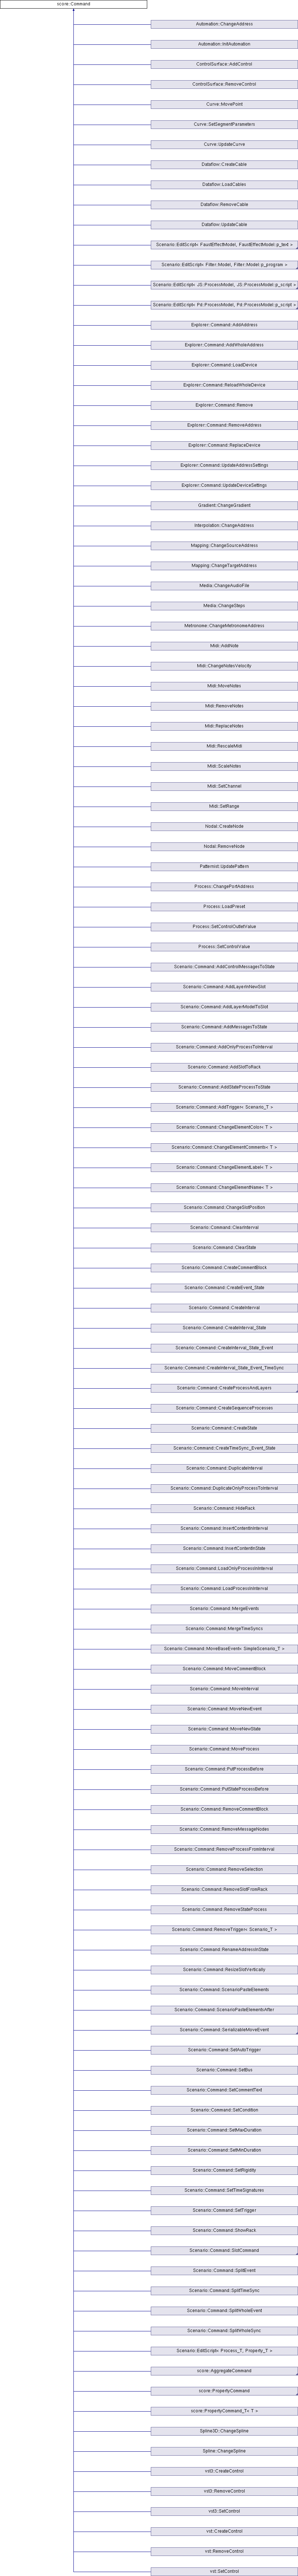 score::Command
Automation::ChangeAddress
Automation::InitAutomation
ControlSurface::AddControl
ControlSurface::RemoveControl
Curve::MovePoint
Curve::SetSegmentParameters
Curve::UpdateCurve
Dataflow::CreateCable
Dataflow::LoadCables
Dataflow::RemoveCable
Dataflow::UpdateCable
Scenario::EditScript< FaustEffectModel, FaustEffectModel::p_text >
Scenario::EditScript< Filter::Model, Filter::Model::p_program >
Scenario::EditScript< JS::ProcessModel, JS::ProcessModel::p_script >
Scenario::EditScript< Pd::ProcessModel, Pd::ProcessModel::p_script >
Explorer::Command::AddAddress
Explorer::Command::AddWholeAddress
Explorer::Command::LoadDevice
Explorer::Command::ReloadWholeDevice
Explorer::Command::Remove
Explorer::Command::RemoveAddress
Explorer::Command::ReplaceDevice
Explorer::Command::UpdateAddressSettings
Explorer::Command::UpdateDeviceSettings
Gradient::ChangeGradient
Interpolation::ChangeAddress
Mapping::ChangeSourceAddress
Mapping::ChangeTargetAddress
Media::ChangeAudioFile
Media::ChangeSteps
Metronome::ChangeMetronomeAddress
Midi::AddNote
Midi::ChangeNotesVelocity
Midi::MoveNotes
Midi::RemoveNotes
Midi::ReplaceNotes
Midi::RescaleMidi
Midi::ScaleNotes
Midi::SetChannel
Midi::SetRange
Nodal::CreateNode
Nodal::RemoveNode
Patternist::UpdatePattern
Process::ChangePortAddress
Process::LoadPreset
Process::SetControlOutletValue
Process::SetControlValue
Scenario::Command::AddControlMessagesToState
Scenario::Command::AddLayerInNewSlot
Scenario::Command::AddLayerModelToSlot
Scenario::Command::AddMessagesToState
Scenario::Command::AddOnlyProcessToInterval
Scenario::Command::AddSlotToRack
Scenario::Command::AddStateProcessToState
Scenario::Command::AddTrigger< Scenario_T >
Scenario::Command::ChangeElementColor< T >
Scenario::Command::ChangeElementComments< T >
Scenario::Command::ChangeElementLabel< T >
Scenario::Command::ChangeElementName< T >
Scenario::Command::ChangeSlotPosition
Scenario::Command::ClearInterval
Scenario::Command::ClearState
Scenario::Command::CreateCommentBlock
Scenario::Command::CreateEvent_State
Scenario::Command::CreateInterval
Scenario::Command::CreateInterval_State
Scenario::Command::CreateInterval_State_Event
Scenario::Command::CreateInterval_State_Event_TimeSync
Scenario::Command::CreateProcessAndLayers
Scenario::Command::CreateSequenceProcesses
Scenario::Command::CreateState
Scenario::Command::CreateTimeSync_Event_State
Scenario::Command::DuplicateInterval
Scenario::Command::DuplicateOnlyProcessToInterval
Scenario::Command::HideRack
Scenario::Command::InsertContentInInterval
Scenario::Command::InsertContentInState
Scenario::Command::LoadOnlyProcessInInterval
Scenario::Command::LoadProcessInInterval
Scenario::Command::MergeEvents
Scenario::Command::MergeTimeSyncs
Scenario::Command::MoveBaseEvent< SimpleScenario_T >
Scenario::Command::MoveCommentBlock
Scenario::Command::MoveInterval
Scenario::Command::MoveNewEvent
Scenario::Command::MoveNewState
Scenario::Command::MoveProcess
Scenario::Command::PutProcessBefore
Scenario::Command::PutStateProcessBefore
Scenario::Command::RemoveCommentBlock
Scenario::Command::RemoveMessageNodes
Scenario::Command::RemoveProcessFromInterval
Scenario::Command::RemoveSelection
Scenario::Command::RemoveSlotFromRack
Scenario::Command::RemoveStateProcess
Scenario::Command::RemoveTrigger< Scenario_T >
Scenario::Command::RenameAddressInState
Scenario::Command::ResizeSlotVertically
Scenario::Command::ScenarioPasteElements
Scenario::Command::ScenarioPasteElementsAfter
Scenario::Command::SerializableMoveEvent
Scenario::Command::SetAutoTrigger
Scenario::Command::SetBus
Scenario::Command::SetCommentText
Scenario::Command::SetCondition
Scenario::Command::SetMaxDuration
Scenario::Command::SetMinDuration
Scenario::Command::SetRigidity
Scenario::Command::SetTimeSignatures
Scenario::Command::SetTrigger
Scenario::Command::ShowRack
Scenario::Command::SlotCommand
Scenario::Command::SplitEvent
Scenario::Command::SplitTimeSync
Scenario::Command::SplitWholeEvent
Scenario::Command::SplitWholeSync
Scenario::EditScript< Process_T, Property_T >
score::AggregateCommand
score::PropertyCommand
score::PropertyCommand_T< T >
Spline3D::ChangeSpline
Spline::ChangeSpline
vst3::CreateControl
vst3::RemoveControl
vst3::SetControl
vst::CreateControl
vst::RemoveControl
vst::SetControl